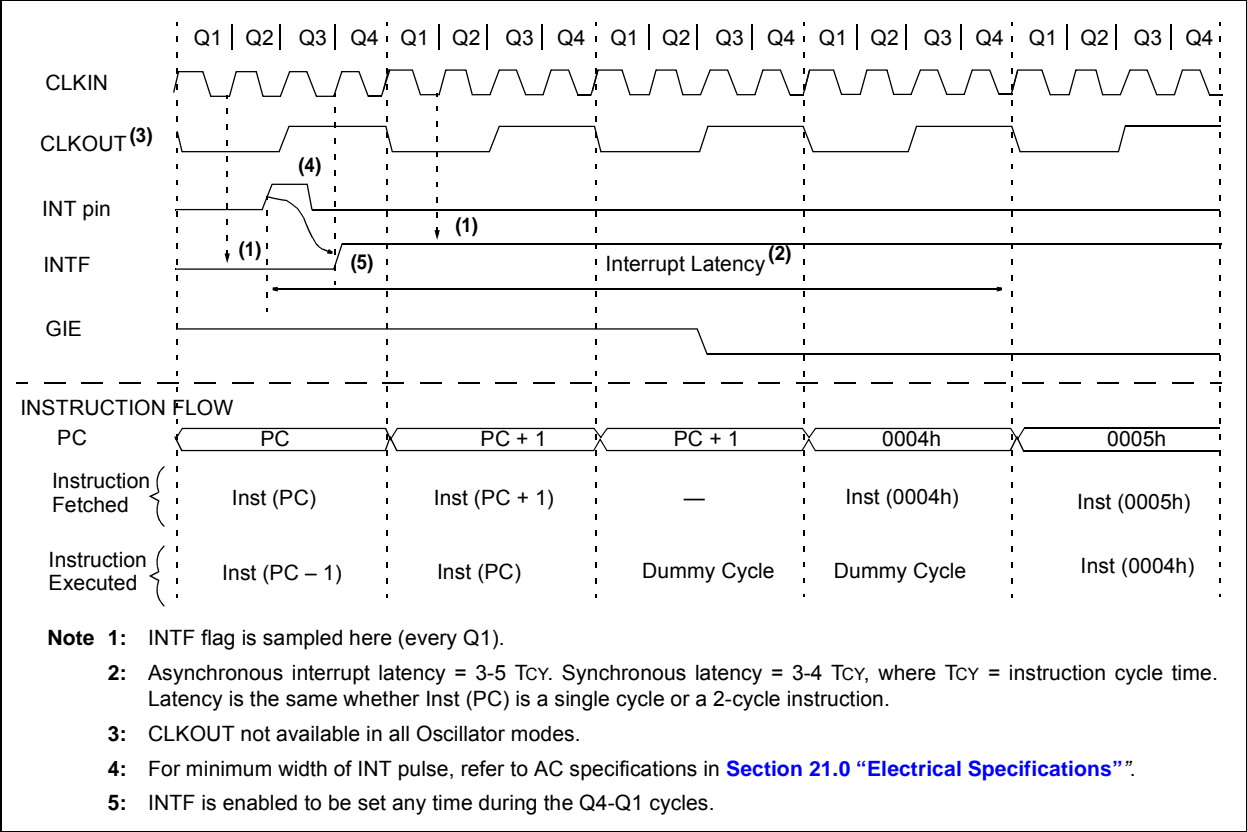 Q1 Q2 Q3 Q4 Q1 Q2 Q3 Q4 Q1 Q2 Q3 Q4 Q1 Q2 Q3 Q4 Q1 Q2 Q3 Q4
CLKIN
CLKOUT (3)
(4)
INT pin
(1)
(1)
INTF
(5)
Interrupt Latency (2)
GIE
INSTRUCTION FLOW
PC PC PC + 1 PC + 1 0004h 0005h
Instruction Fetched
Inst (PC) Inst (PC + 1) — Inst (0004h) Inst (0005h)
Instruction Executed
Inst (PC – 1) Inst (PC) Dummy Cycle Dummy Cycle Inst (0004h)
Note 1: INTF flag is sampled here (every Q1).
2: Asynchronous interrupt latency = 3-5 TCY. Synchronous latency = 3-4 TCY, where TCY = instruction cycle time.
Latency is the same whether Inst (PC) is a single cycle or a 2-cycle instruction.
3: CLKOUT not available in all Oscillator modes.
4: For minimum width of INT pulse, refer to AC specifications in Section 21.0 “Electrical Specifications””.
5: INTF is enabled to be set any time during the Q4-Q1 cycles.